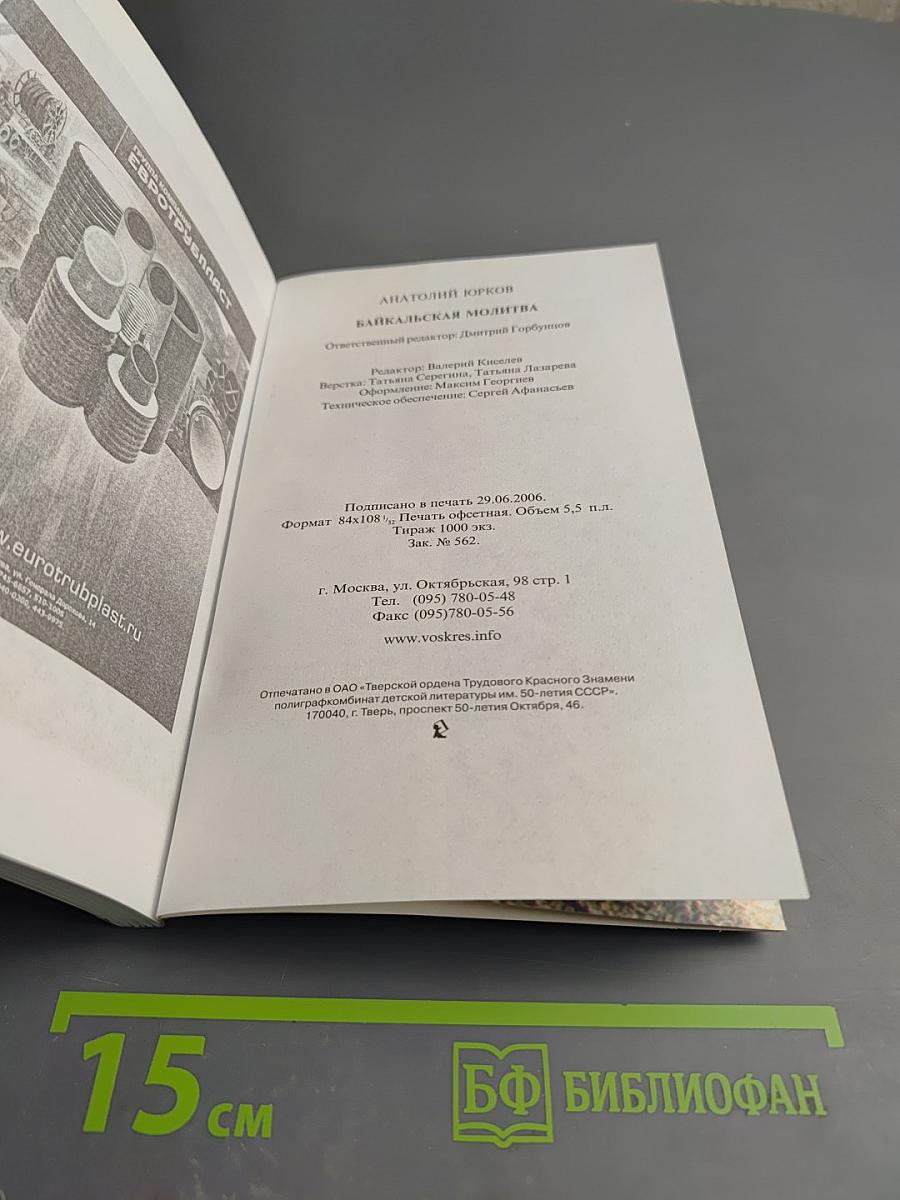 ГРУППА КОМПАНИЙ
ЕВРОТРУБПЛАСТ
w.eurotrubplast.ru
АНАТОЛИЙ ЮРКОВ
БАЙКАЛЬСКАЯ МОЛИТВА
Ответственный редактор: Дмитрий Горбунцов
Редактор: Валерий Киселев
Верстка: Татьяна Серегина, Татьяна Лазарева
Оформление: Максим Георгиев
Техническое обеспечение: Сергей Афанасьев
Подписано в печать 29.06.2006.
Формат 84х108 1/32 Печать офсетная. Объем 5,5 п.л.
Тираж 1000 экз.
Зак. № 562.
г. Москва, ул. Октябрьская, 98 стр. 1
Тел. (095) 780-05-48
Факс (095)780-05-56
www.voskres.info
Отпечатано в ОАО «Тверской ордена Трудового Красного Знамени
полиграфкомбинат детской литературы им. 50-летия СССР».
170040, г. Тверь, проспект 50-летия Октября, 46.
15 см
БФ БИБЛИОФАН